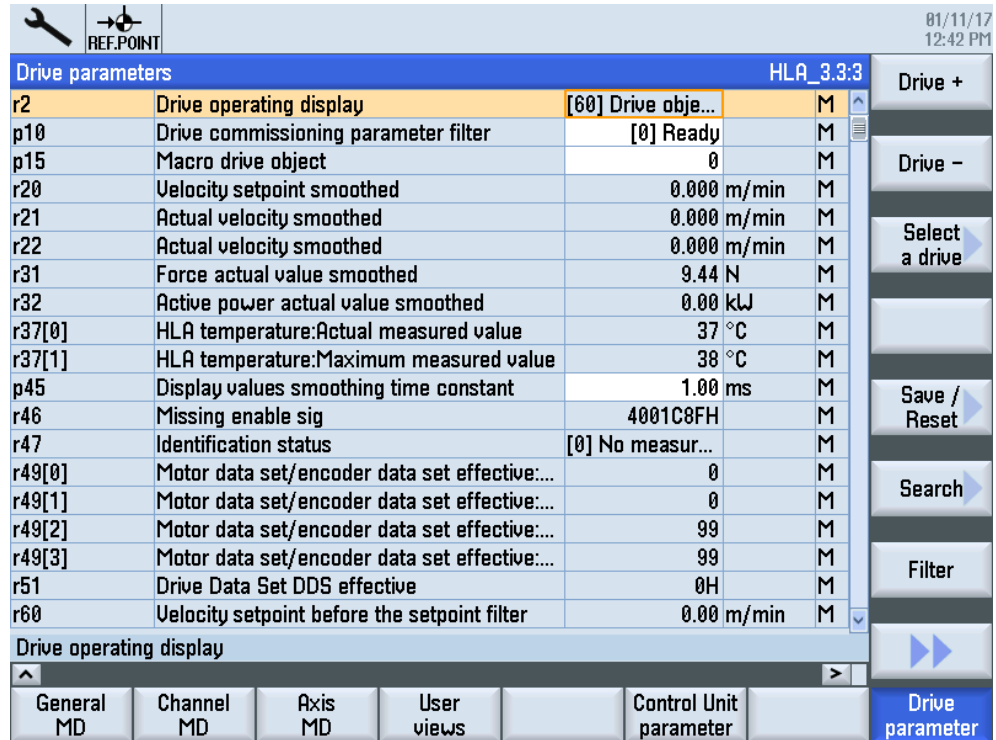 REF.POINT
01/11/17
12:42 PM
Drive parameters HLA_3.3:3
r2 Drive operating display [60] Drive obje... M
p10 Drive commissioning parameter filter [0] Ready M
p15 Macro drive object 0 M
r20 Velocity setpoint smoothed 0.000 m/min M
r21 Actual velocity smoothed 0.000 m/min M
r22 Actual velocity smoothed 0.000 m/min M
r31 Force actual value smoothed 9.44 N M
r32 Active power actual value smoothed 0.00 kW M
r37[0] HLA temperature:Actual measured value 37 °C M
r37[1] HLA temperature:Maximum measured value 38 °C M
p45 Display values smoothing time constant 1.00 ms M
r46 Missing enable sig 4001C8FH M
r47 Identification status [0] No measur... M
r49[0] Motor data set/encoder data set effective:... 0 M
r49[1] Motor data set/encoder data set effective:... 0 M
r49[2] Motor data set/encoder data set effective:... 99 M
r49[3] Motor data set/encoder data set effective:... 99 M
r51 Drive Data Set DDS effective 0H M
r60 Velocity setpoint before the setpoint filter 0.00 m/min M
Drive operating display
Drive +
Drive -
Select
a drive
Save /
Reset
Search
Filter
General
MD
Channel
MD
Axis
MD
User
views
Control Unit
parameter
Drive
parameter